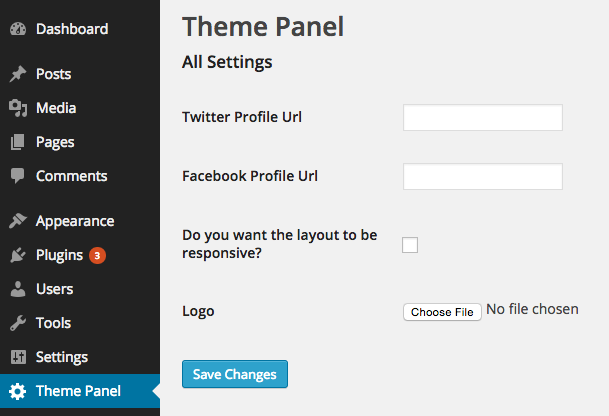 Dashboard
Posts
Media
Pages
Comments
Appearance
Plugins 3
Users
Tools
Settings
Theme Panel
Theme Panel
All Settings
Twitter Profile Url
Facebook Profile Url
Do you want the layout to be
responsive?
Logo
Choose File No file chosen
Save Changes